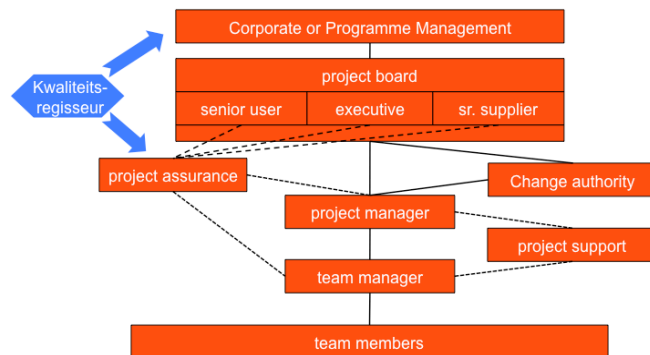 Corporate or Programme Management
Kwaliteits-
regisseur
project board
senior user
executive
sr. supplier
project assurance
Change authority
project manager
project support
team manager
team members